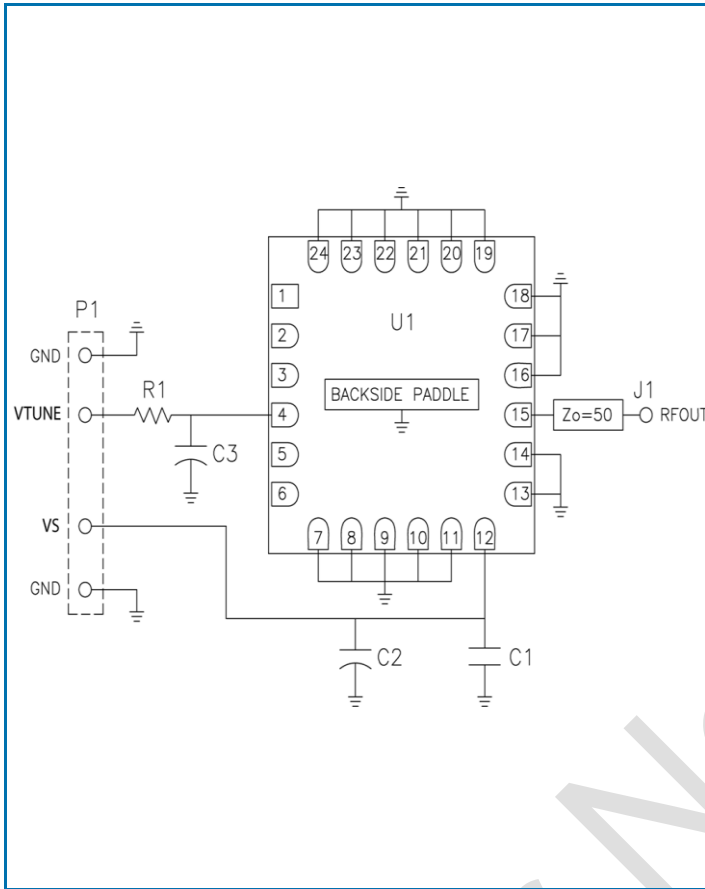 24 23 22 21 20 19
1
18
P1
2
U1
17
GND
3
16
R1
J1
BACKSIDE PADDLE
VTUNE
4
15
Zo=50
RFOUT
C3
5
14
6
13
VS
7 8 9 10 11 12
GND
C2
C1